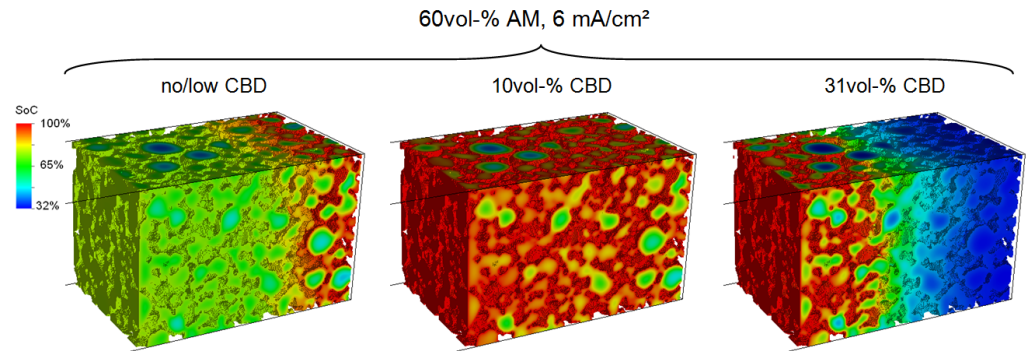 60vol-% AM, 6 mA/cm²
no/low CBD
10vol-% CBD
31vol-% CBD
SoC
100%
65%
32%